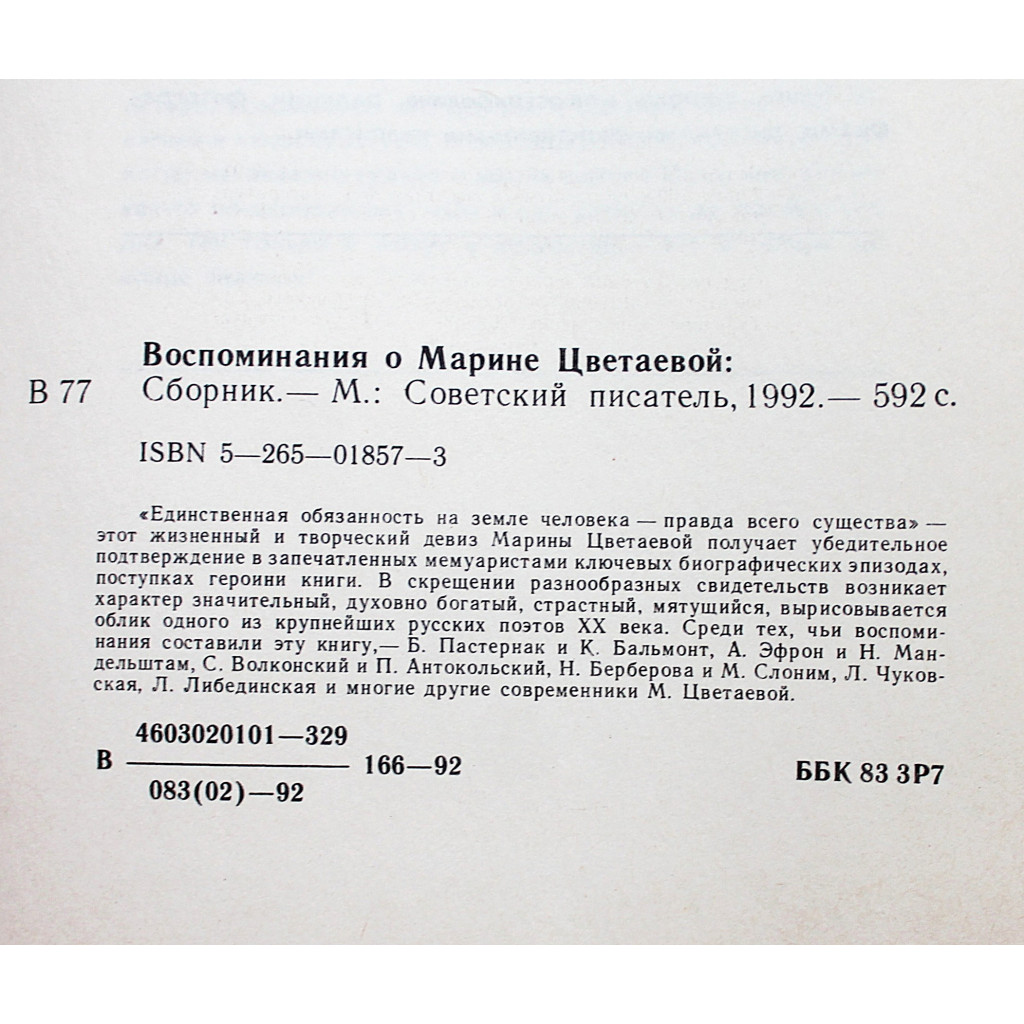 Воспоминания о Марине Цветаевой:
В 77 Сборник.— М.: Советский писатель, 1992.— 592 с.
ISBN 5—265—01857—3
«Единственная обязанность на земле человека — правда всего существа» —
этот жизненный и творческий девиз Марины Цветаевой получает убедительное
подтверждение в запечатленных мемуаристами ключевых биографических эпизодах,
поступках героини книги. В скрещении разнообразных свидетельств возникает
характер значительный, духовно богатый, страстный, мятущийся, вырисовывается
облик одного из крупнейших русских поэтов XX века. Среди тех, чьи воспоми-
нания составили эту книгу,— Б. Пастернак и К. Бальмонт, А. Эфрон и Н. Ман-
дельштам, С. Волконский и П. Антокольский, Н. Берберова и М. Слоним, Л. Чуков-
ская, Л. Либединская и многие другие современники М. Цветаевой.
4603020101—329
В 166—92
083(02)—92
ББК 83 3Р7